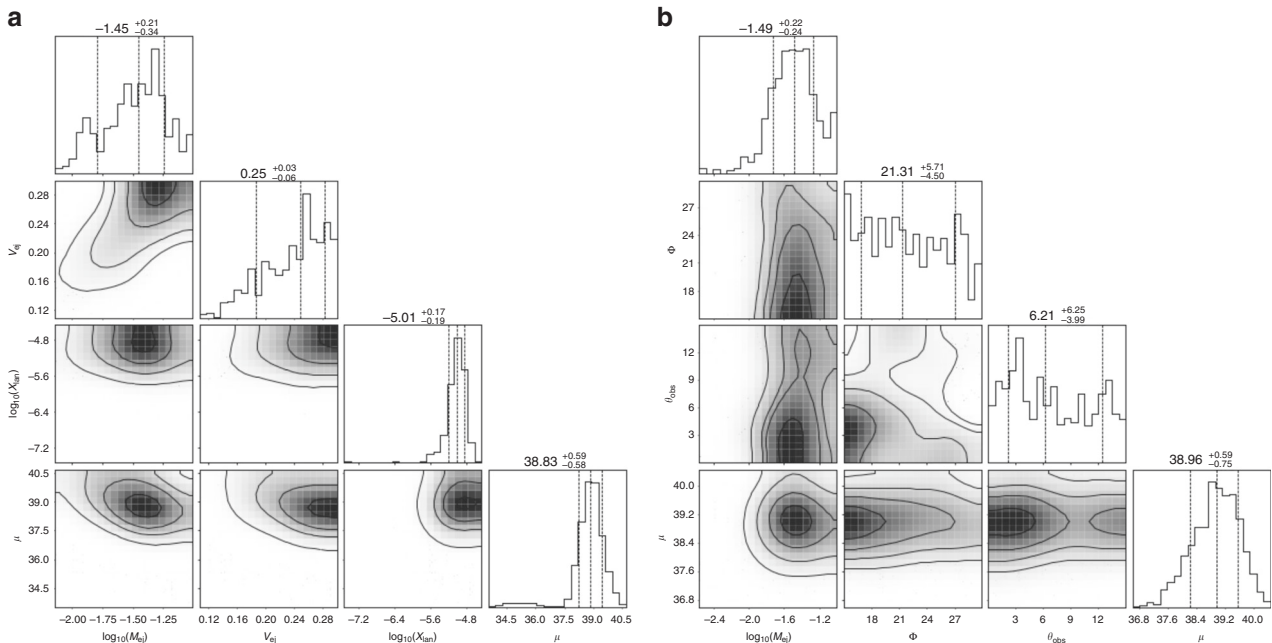 a
−1.45 +0.21 −0.34
0.25 +0.03 −0.06
−5.01 +0.17 −0.19
38.83 +0.59 −0.58
V_ej
0.28
0.24
0.20
0.16
0.12
log₁₀(X_lan)
−4.8
−5.6
−6.4
−7.2
μ
40.5
39.0
37.5
36.0
34.5
−2.00 −1.75 −1.50 −1.25
log₁₀(M_ej)
0.12 0.16 0.20 0.24 0.28
V_ej
−7.2 −6.4 −5.6 −4.8
log₁₀(X_lan)
34.5 36.0 37.5 39.0 40.5
μ
b
−1.49 +0.22 −0.24
21.31 +5.71 −4.50
6.21 +6.25 −3.99
38.96 +0.59 −0.75
Φ
27
24
21
18
θ_obs
12
9
6
3
μ
40.0
39.2
38.4
37.6
36.8
−2.4 −2.0 −1.6 −1.2
log₁₀(M_ej)
18 21 24 27
Φ
3 6 9 12
θ_obs
36.8 37.6 38.4 39.2 40.0
μ